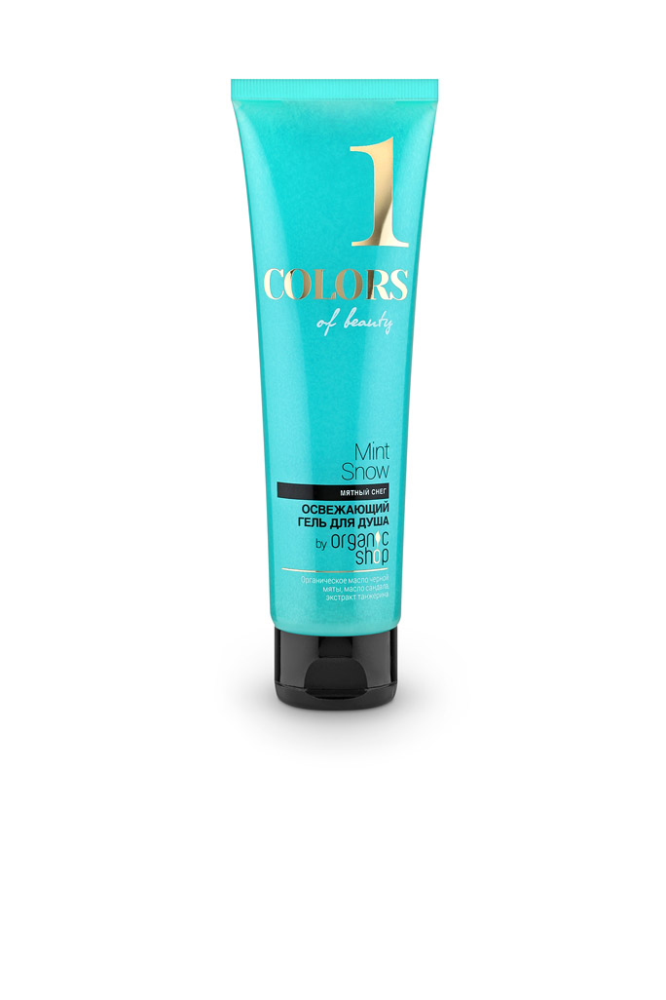 1
COLORS
of beauty
Mint
Snow
МЯТНЫЙ СНЕГ
ОСВЕЖАЮЩИЙ
ГЕЛЬ ДЛЯ ДУША
by organic
shop
Органическое масло черной
мяты, масло сандала,
экстракт танжерина